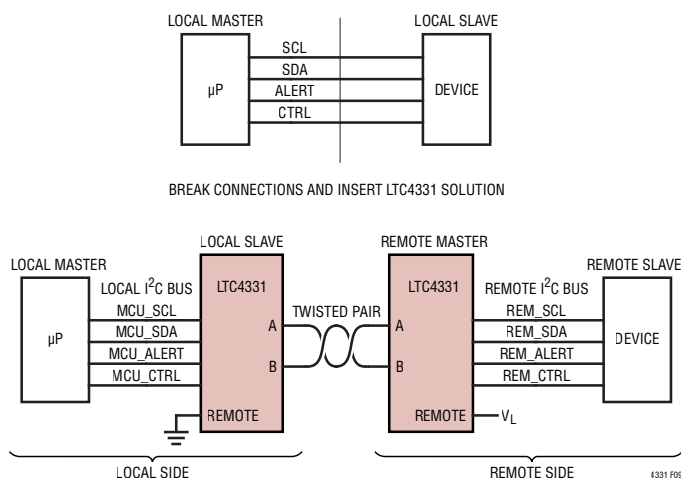 LOCAL MASTER
LOCAL SLAVE
µP
SCL
SDA
ALERT
CTRL
DEVICE
BREAK CONNECTIONS AND INSERT LTC4331 SOLUTION
LOCAL SLAVE
REMOTE MASTER
LOCAL MASTER
LOCAL I²C BUS
LTC4331
TWISTED PAIR
LTC4331
REMOTE I²C BUS
REMOTE SLAVE
µP
MCU_SCL
MCU_SDA
MCU_ALERT
MCU_CTRL
A
B
REMOTE
A
B
REMOTE
V_L
REM_SCL
REM_SDA
REM_ALERT
REM_CTRL
DEVICE
LOCAL SIDE
REMOTE SIDE
4331 F09